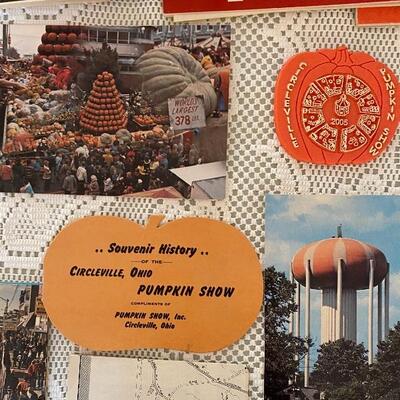 WORLD'S
LARGEST
378 LBS.
CIRCLEVILLE PUMPKIN SHOW
2005
.. Souvenir History ..
OF THE
CIRCLEVILLE, OHIO
PUMPKIN SHOW
COMPLIMENTS OF
PUMPKIN SHOW, Inc.
Circleville, Ohio